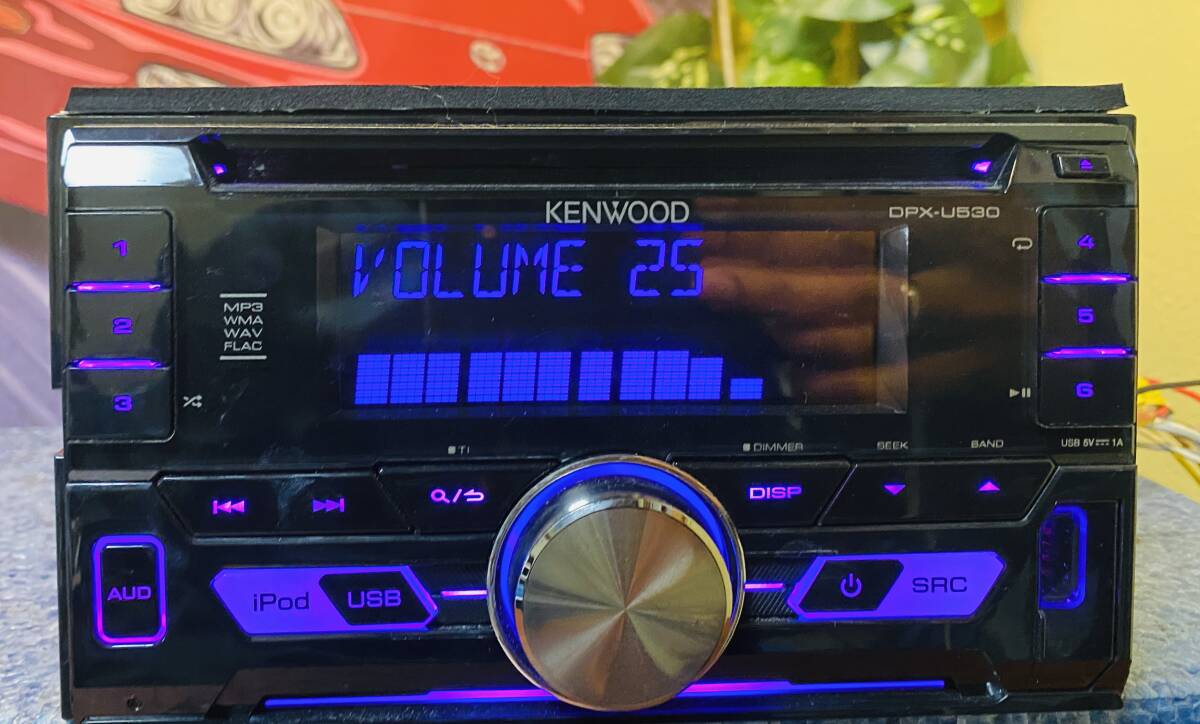 KENWOOD
DPX-U530
VOLUME 25
1
2
3
MP3
WMA
WAV
FLAC
4
5
6
TI
DIMMER
SEEK
BAND
USB 5V 1A
DISP
AUD
iPod
USB
SRC